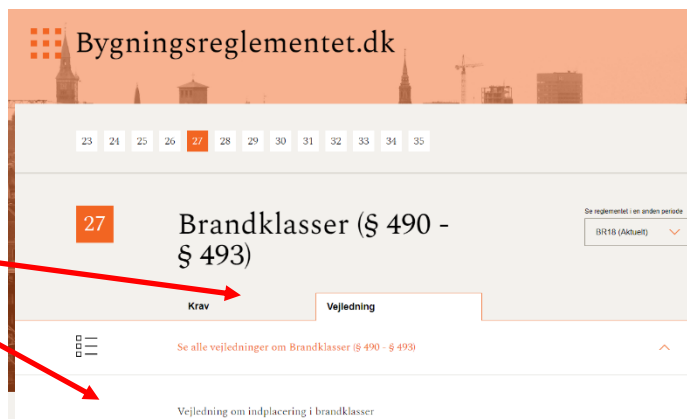 Bygningsreglementet.dk
23 24 25 26 27 28 29 30 31 32 33 34 35
27
Brandklasser (§ 490 -
§ 493)
Se reglementet i en anden periode
BR18 (Aktuelt)
Krav Vejledning
Se alle vejledninger om Brandklasser (§ 490 - § 493)
Vejledning om indplacering i brandklasser